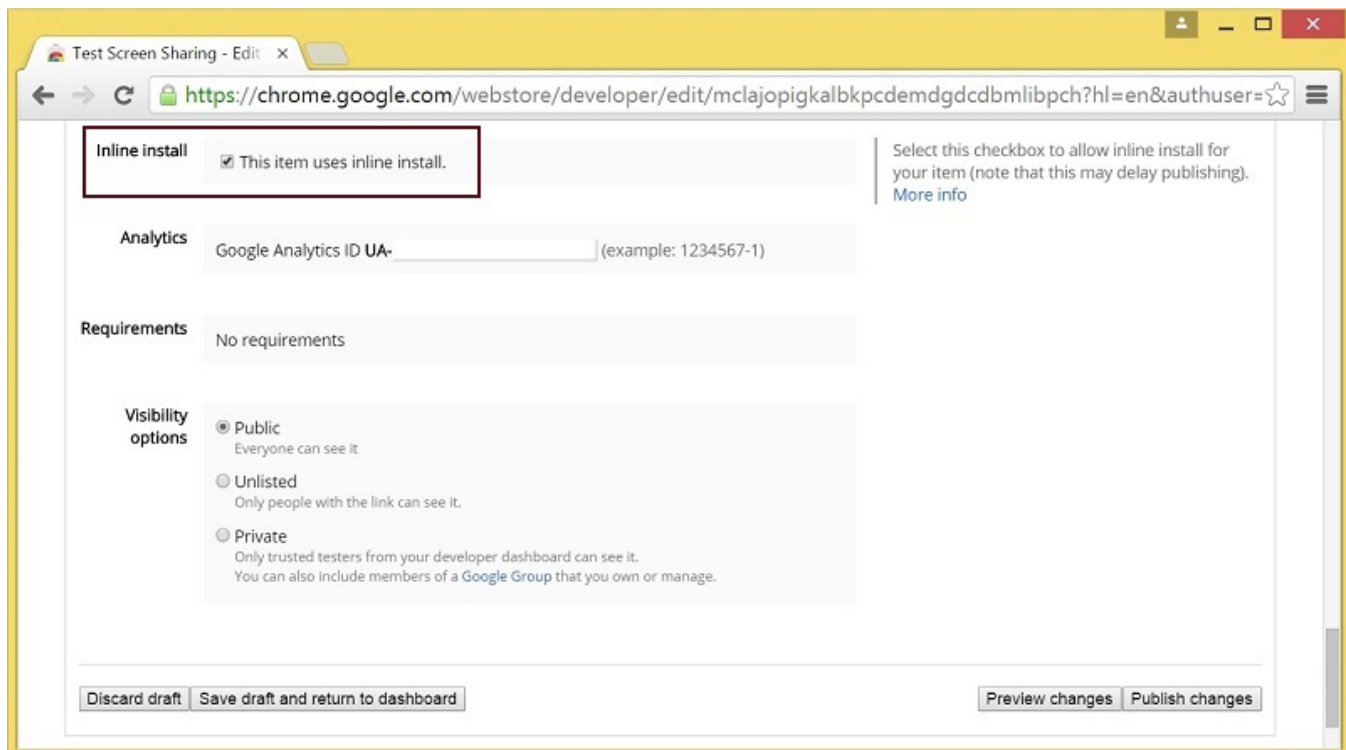 Test Screen Sharing - Edit
https://chrome.google.com/webstore/developer/edit/mclajopigkalbkpcdemdgdcdbmlibpch?hl=en&authuser=
Inline install
This item uses inline install.
Select this checkbox to allow inline install for
your item (note that this may delay publishing).
More info
Analytics
Google Analytics ID UA- (example: 1234567-1)
Requirements
No requirements
Visibility
options
Public
Everyone can see it
Unlisted
Only people with the link can see it.
Private
Only trusted testers from your developer dashboard can see it.
You can also include members of a Google Group that you own or manage.
Discard draft Save draft and return to dashboard Preview changes Publish changes